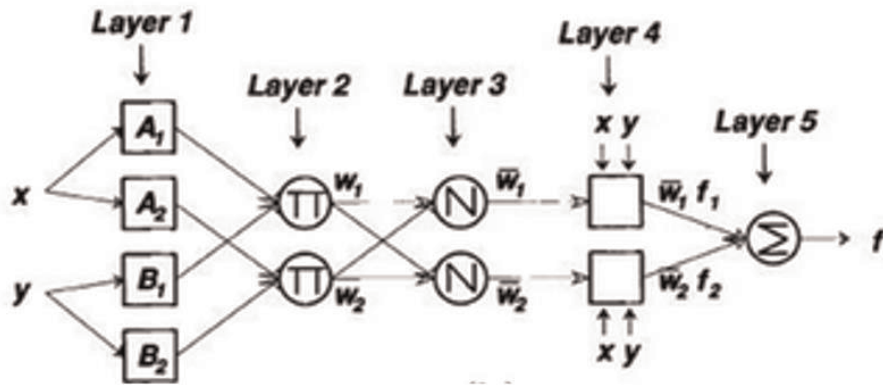 Layer 1
Layer 4
Layer 2
Layer 3
x y
Layer 5
A1
x
A2
Π
w1
N
w̅1
w̅1 f1
Σ
f
y
B1
Π
w2
N
w̅2
w̅2 f2
B2
x y